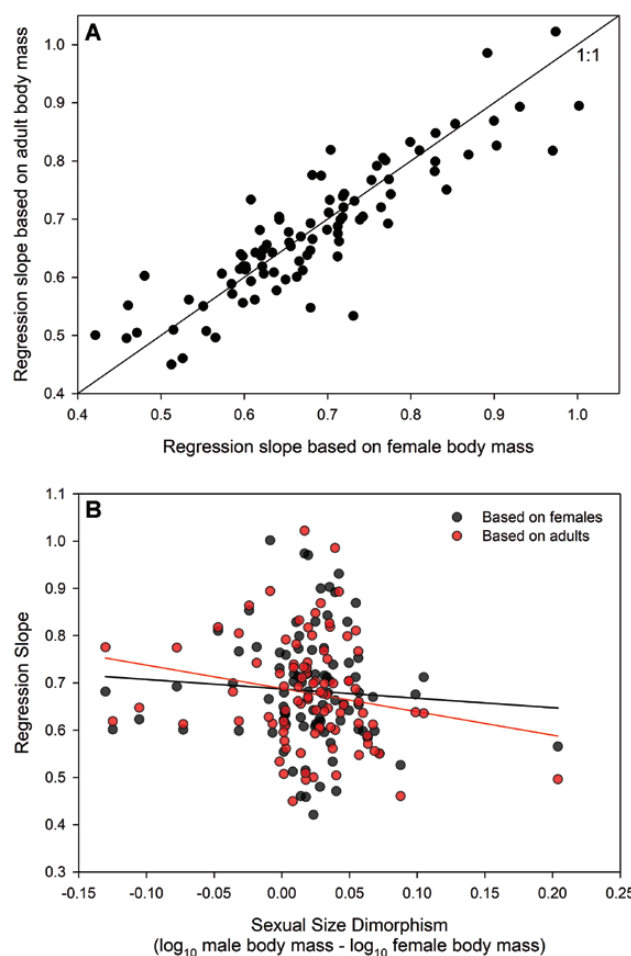 A
1:1
1.0
0.9
0.8
0.7
0.6
0.5
0.4
0.4 0.5 0.6 0.7 0.8 0.9 1.0
Regression slope based on adult body mass
Regression slope based on female body mass
B
Based on females
Based on adults
1.1
1.0
0.9
0.8
0.7
0.6
0.5
0.4
0.3
-0.15 -0.10 -0.05 0.00 0.05 0.10 0.15 0.20 0.25
Regression Slope
Sexual Size Dimorphism
(log10 male body mass - log10 female body mass)